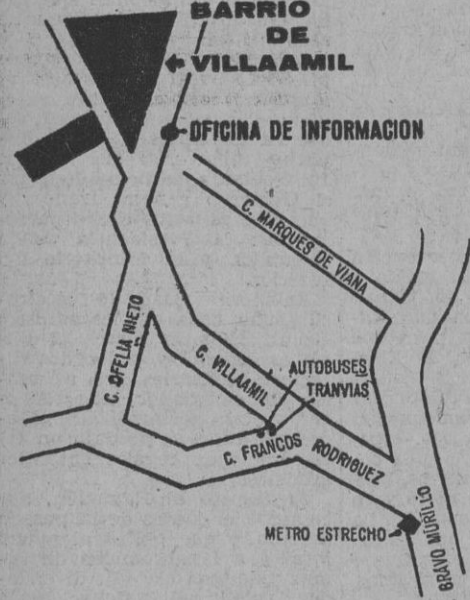 BARRIO
DE
VILLAAMIL
OFICINA DE INFORMACION
C. MARQUES DE VIANA
C. OFELIA NIETO
C. VILLAAMIL
AUTOBUSES
TRANVIAS
C. FRANCOS RODRIGUEZ
METRO ESTRECHO
BRAVO MURILLO